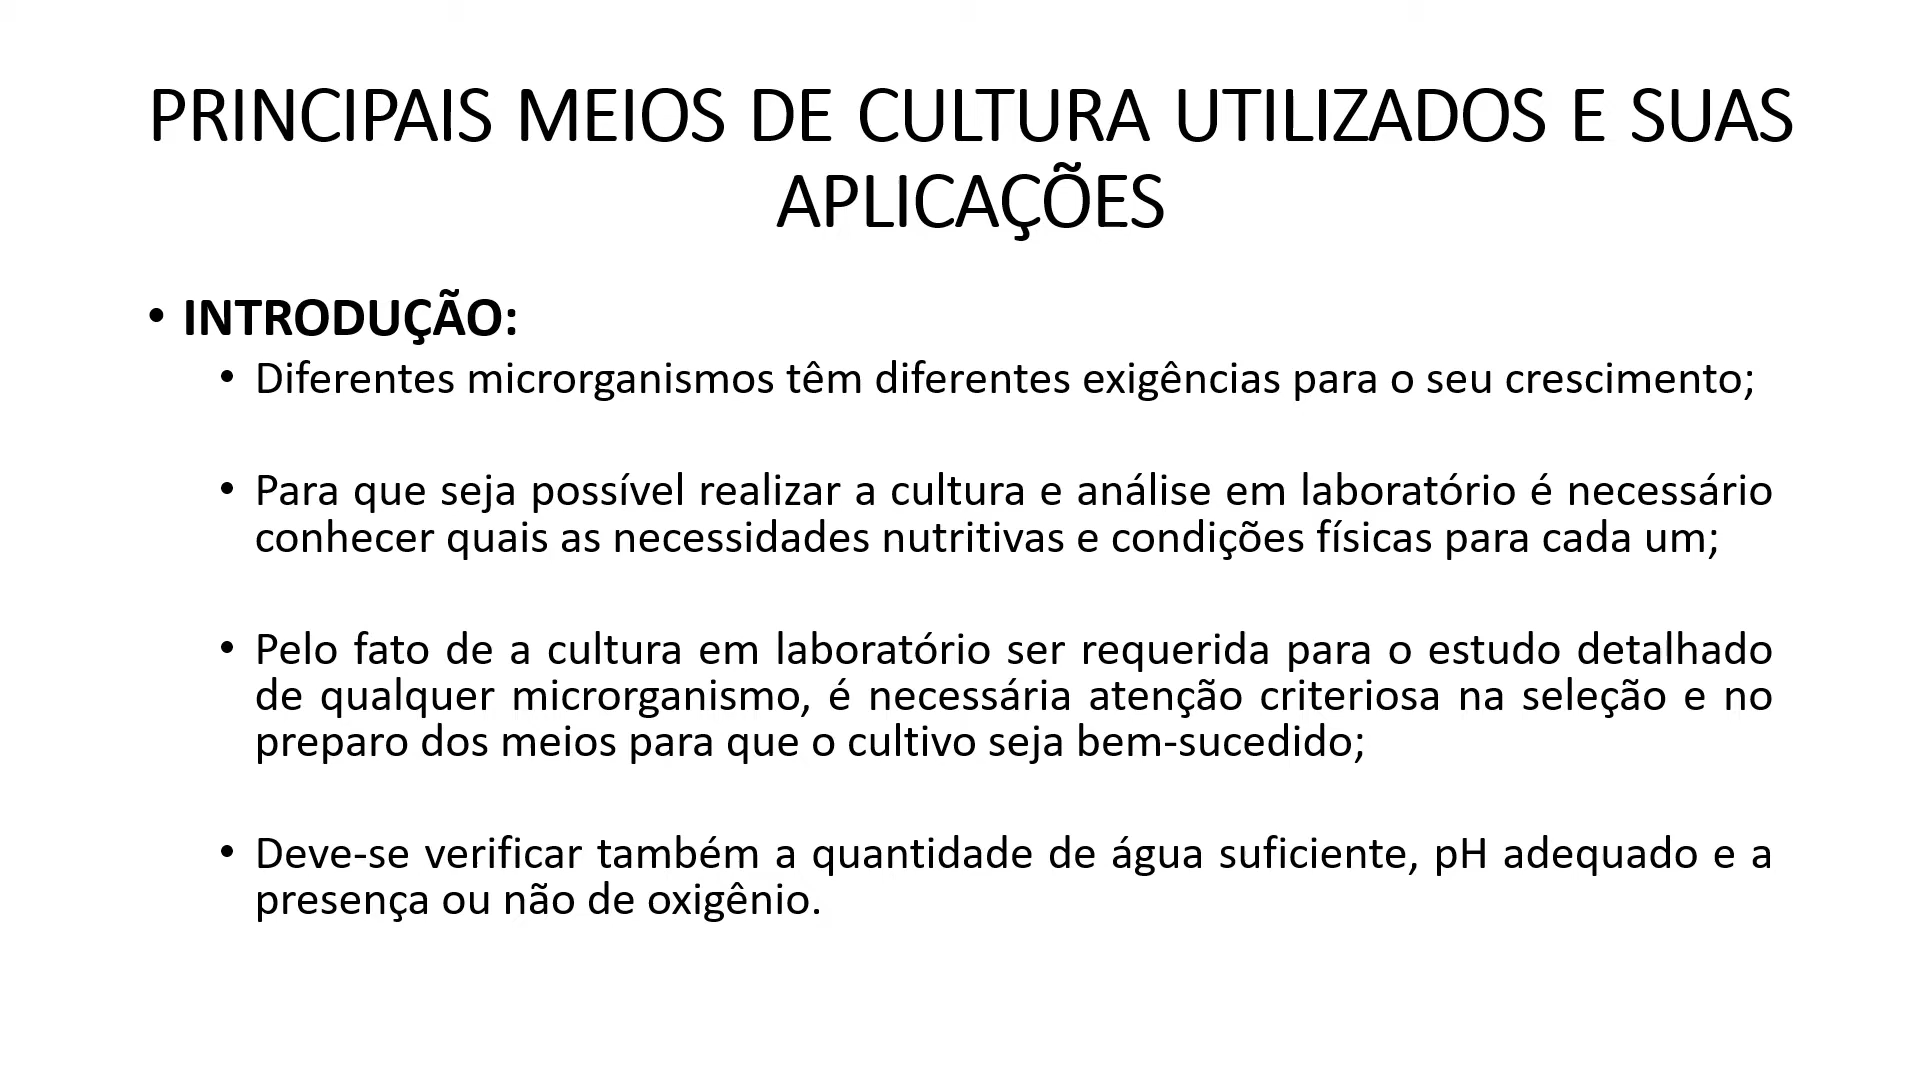 PRINCIPAIS MEIOS DE CULTURA UTILIZADOS E SUAS
APLICAÇÕES
• INTRODUÇÃO:
• Diferentes microrganismos têm diferentes exigências para o seu crescimento;
• Para que seja possível realizar a cultura e análise em laboratório é necessário
conhecer quais as necessidades nutritivas e condições físicas para cada um;
• Pelo fato de a cultura em laboratório ser requerida para o estudo detalhado
de qualquer microrganismo, é necessária atenção criteriosa na seleção e no
preparo dos meios para que o cultivo seja bem-sucedido;
• Deve-se verificar também a quantidade de água suficiente, pH adequado e a
presença ou não de oxigênio.